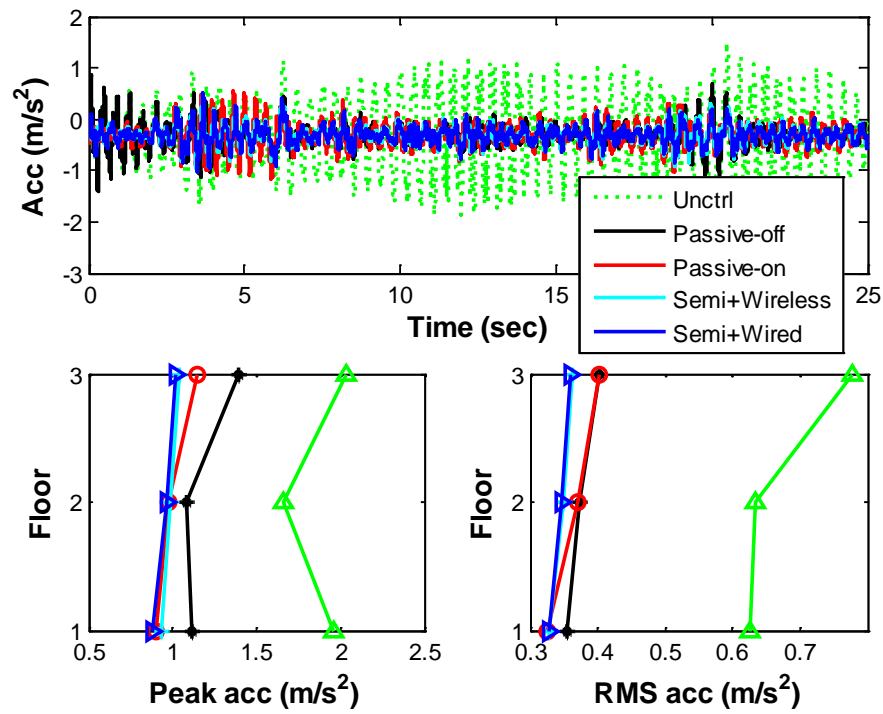 2
1
0
-1
-2
-3
Acc (m/s²)
0
5
10
15
20
25
Time (sec)
Unctrl
Passive-off
Passive-on
Semi+Wireless
Semi+Wired
3
2
1
Floor
0.5
1
1.5
2
2.5
Peak acc (m/s²)
3
2
1
Floor
0.3
0.4
0.5
0.6
0.7
RMS acc (m/s²)